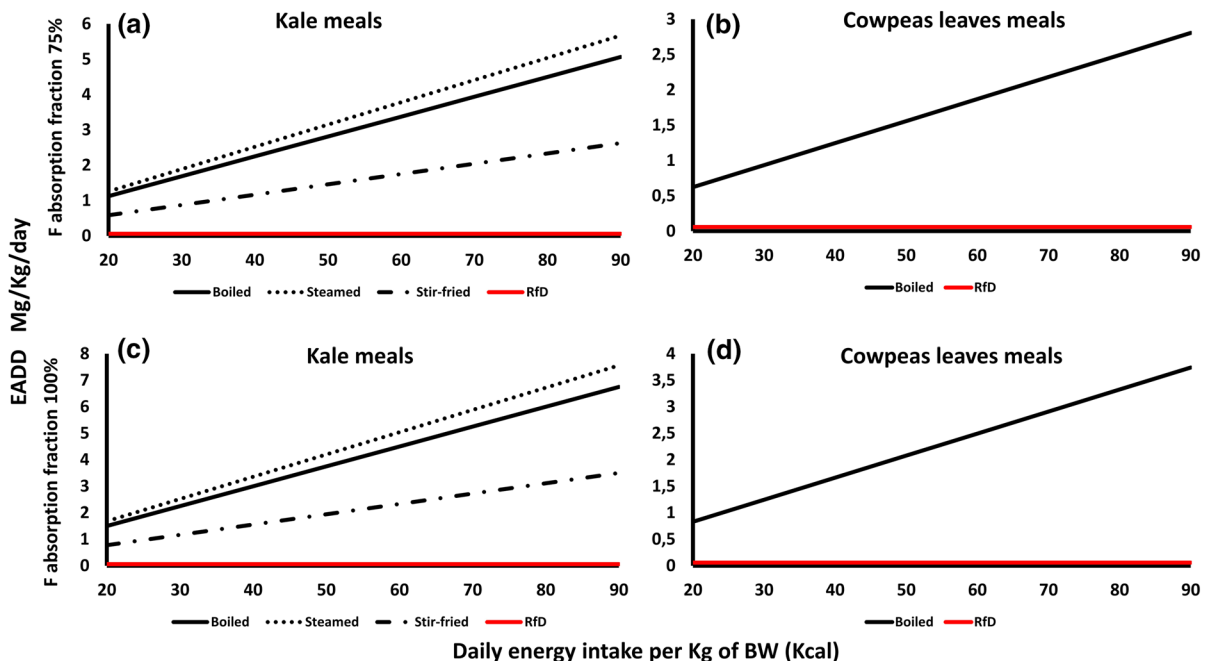 (a) Kale meals
F absorption fraction 75%
6
5
4
3
2
1
0
20 30 40 50 60 70 80 90
Boiled Steamed Stir-fried RfD
(b) Cowpeas leaves meals
3
2,5
2
1,5
1
0,5
0
20 30 40 50 60 70 80 90
Boiled RfD
EADD Mg/Kg/day
(c) Kale meals
F absorption fraction 100%
8
7
6
5
4
3
2
1
0
20 30 40 50 60 70 80 90
Boiled Steamed Stir-fried RfD
(d) Cowpeas leaves meals
4
3,5
3
2,5
2
1,5
1
0,5
0
20 30 40 50 60 70 80 90
Boiled RfD
Daily energy intake per Kg of BW (Kcal)